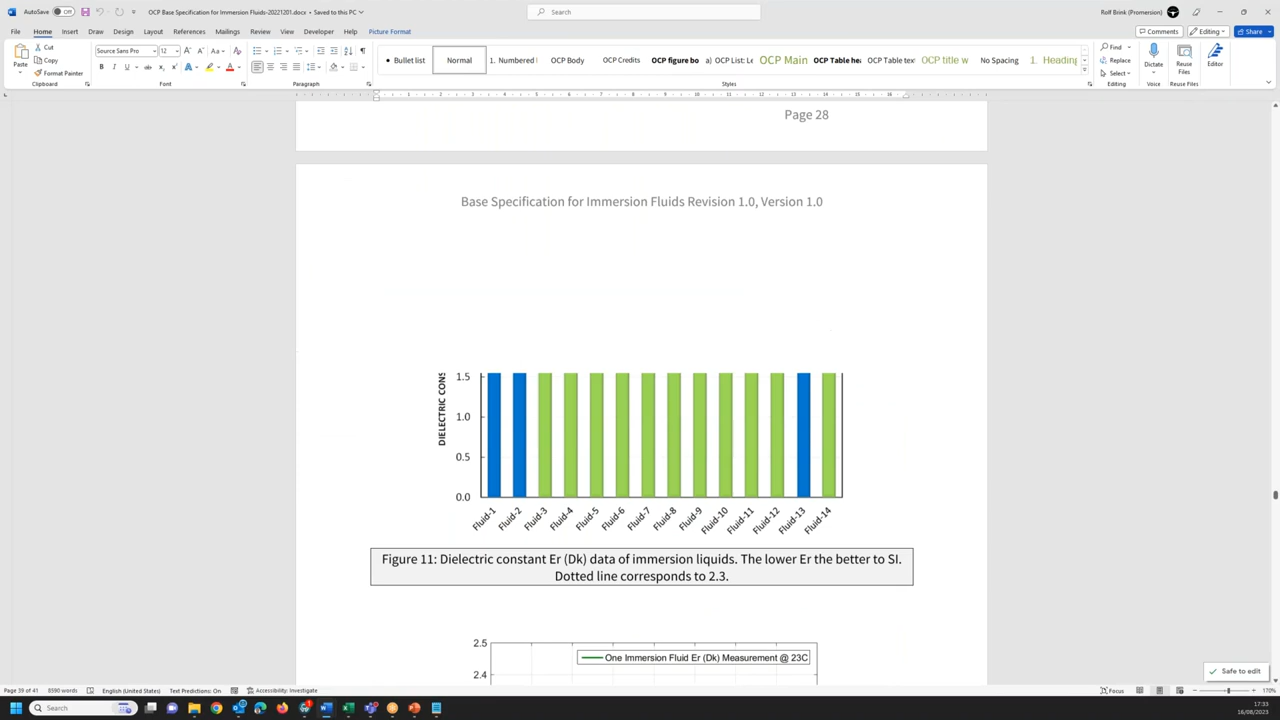 AutoSave Off OCP Base Specification for Immersion Fluids-20221201.docx • Saved to this PC Search Rolf Brink (Promersion)
File Home Insert Draw Design Layout References Mailings Review View Developer Help Picture Format Comments Editing Share
Paste Cut Copy Format Painter Source Sans Pro 12 Bullet list Normal 1. Numbered OCP Body OCP Credits OCP figure bo a) OCP List: Le OCP Main OCP Table he OCP Table tex OCP title w No Spacing 1. Heading Find Replace Select Dictate Reuse Files Editor
Clipboard Font Paragraph Styles Editing Voice Reuse Files Editor
Page 28
Base Specification for Immersion Fluids Revision 1.0, Version 1.0
DIELECTRIC CONS
1.5
1.0
0.5
0.0
Fluid-1 Fluid-2 Fluid-3 Fluid-4 Fluid-5 Fluid-6 Fluid-7 Fluid-8 Fluid-9 Fluid-10 Fluid-11 Fluid-12 Fluid-13 Fluid-14
Figure 11: Dielectric constant Er (Dk) data of immersion liquids. The lower Er the better to SI.
Dotted line corresponds to 2.3.
2.5
One Immersion Fluid Er (Dk) Measurement @ 23C
2.4
Safe to edit
Page 39 of 41 8590 words English (United States) Text Predictions: On Accessibility: Investigate Focus 170%
Search 17:33
16/08/2023